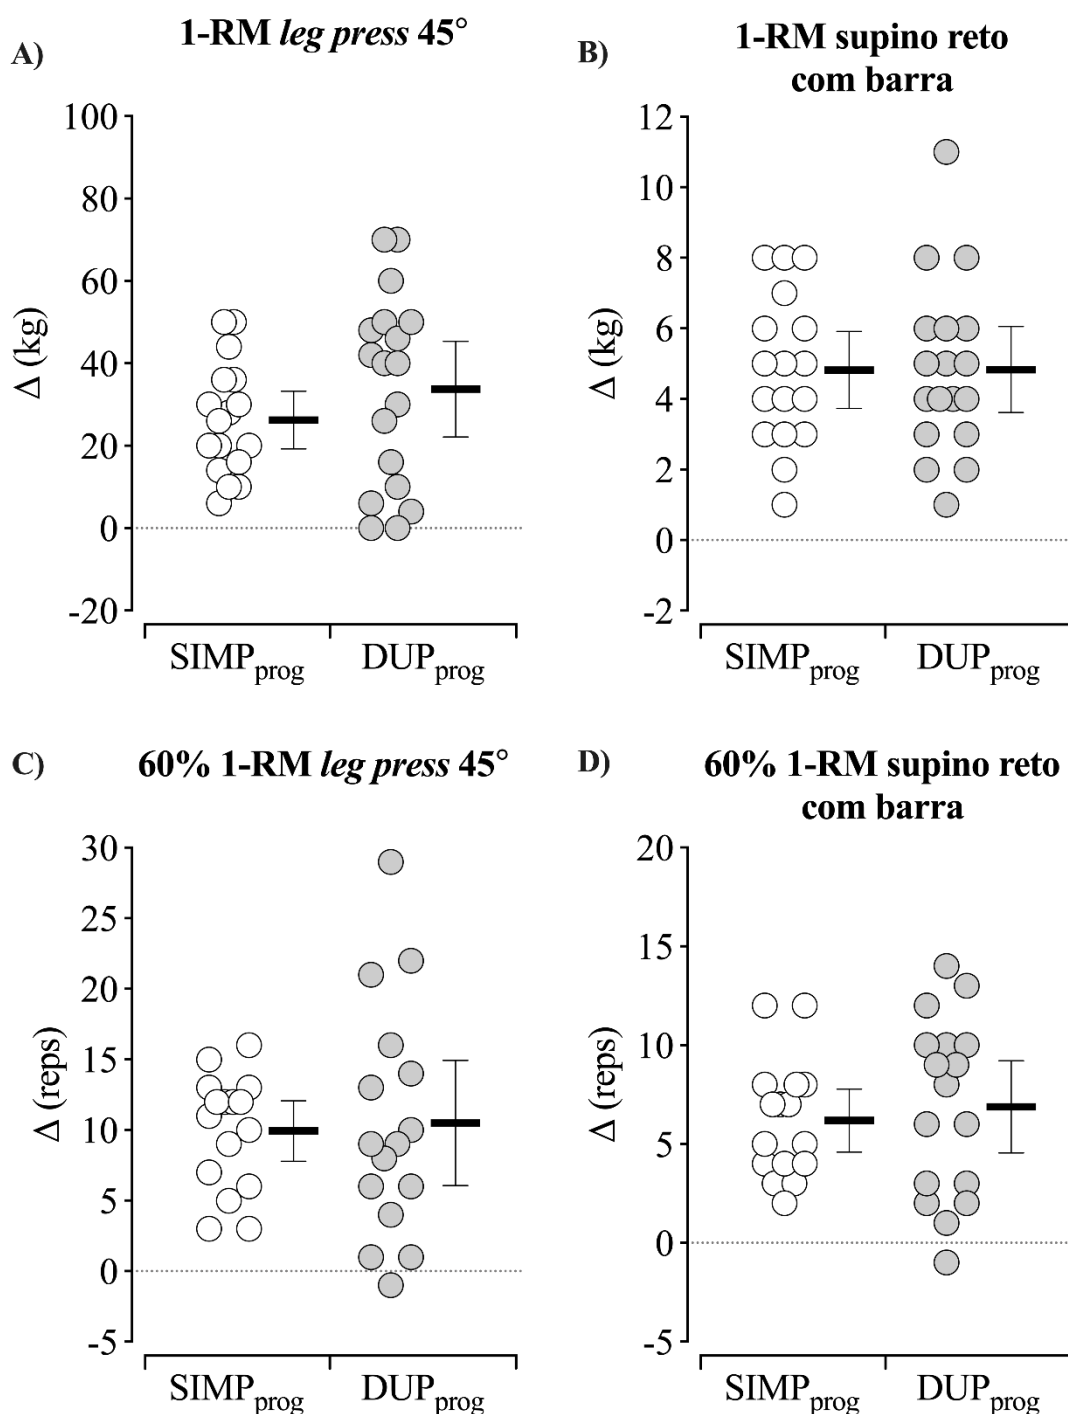 A)
1-RM leg press 45°
100
80
60
40
20
0
-20
Δ (kg)
SIMPprog
DUPprog
B)
1-RM supino reto
com barra
12
10
8
6
4
2
0
-2
Δ (kg)
SIMPprog
DUPprog
C)
60% 1-RM leg press 45°
30
25
20
15
10
5
0
-5
Δ (reps)
SIMPprog
DUPprog
D)
60% 1-RM supino reto
com barra
20
15
10
5
0
-5
Δ (reps)
SIMPprog
DUPprog